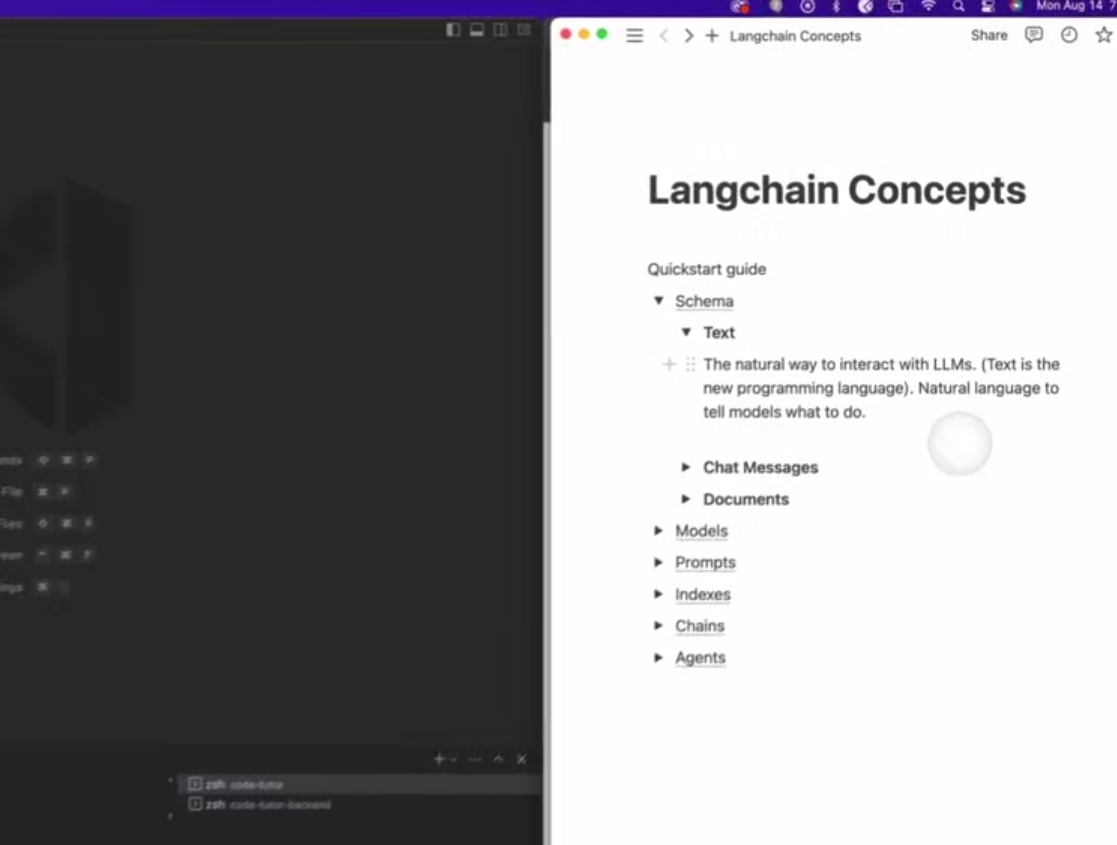 Mon Aug 14 7
Langchain Concepts
Share
Langchain Concepts
Quickstart guide
Schema
Text
The natural way to interact with LLMs. (Text is the
new programming language). Natural language to
tell models what to do.
Chat Messages
Documents
Models
Prompts
Indexes
Chains
Agents
File
zsh code-tutor
zsh code-tutor-backend